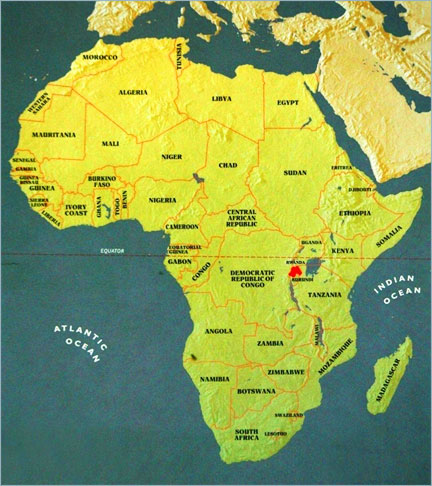 MOROCCO
TUNISIA
ALGERIA
LIBYA
EGYPT
WESTERN
SAHARA
MAURITANIA
MALI
NIGER
CHAD
SUDAN
ERITREA
DJIBOUTI
SENEGAL
GAMBIA
GUINEA-
BISSAU
GUINEA
SIERRA
LEONE
LIBERIA
IVORY
COAST
BURKINO
FASO
GHANA
TOGO
BENIN
NIGERIA
CAMEROON
CENTRAL
AFRICAN
REPUBLIC
ETHIOPIA
SOMALIA
UGANDA
KENYA
EQUATOR
EQUATORIAL
GUINEA
GABON
CONGO
DEMOCRATIC
REPUBLIC OF
CONGO
RWANDA
BURUNDI
TANZANIA
INDIAN
OCEAN
ATLANTIC
OCEAN
ANGOLA
ZAMBIA
MALAWI
MOZAMBIQUE
ZIMBABWE
NAMIBIA
BOTSWANA
MADAGASCAR
SWAZILAND
SOUTH
AFRICA
LESOTHO